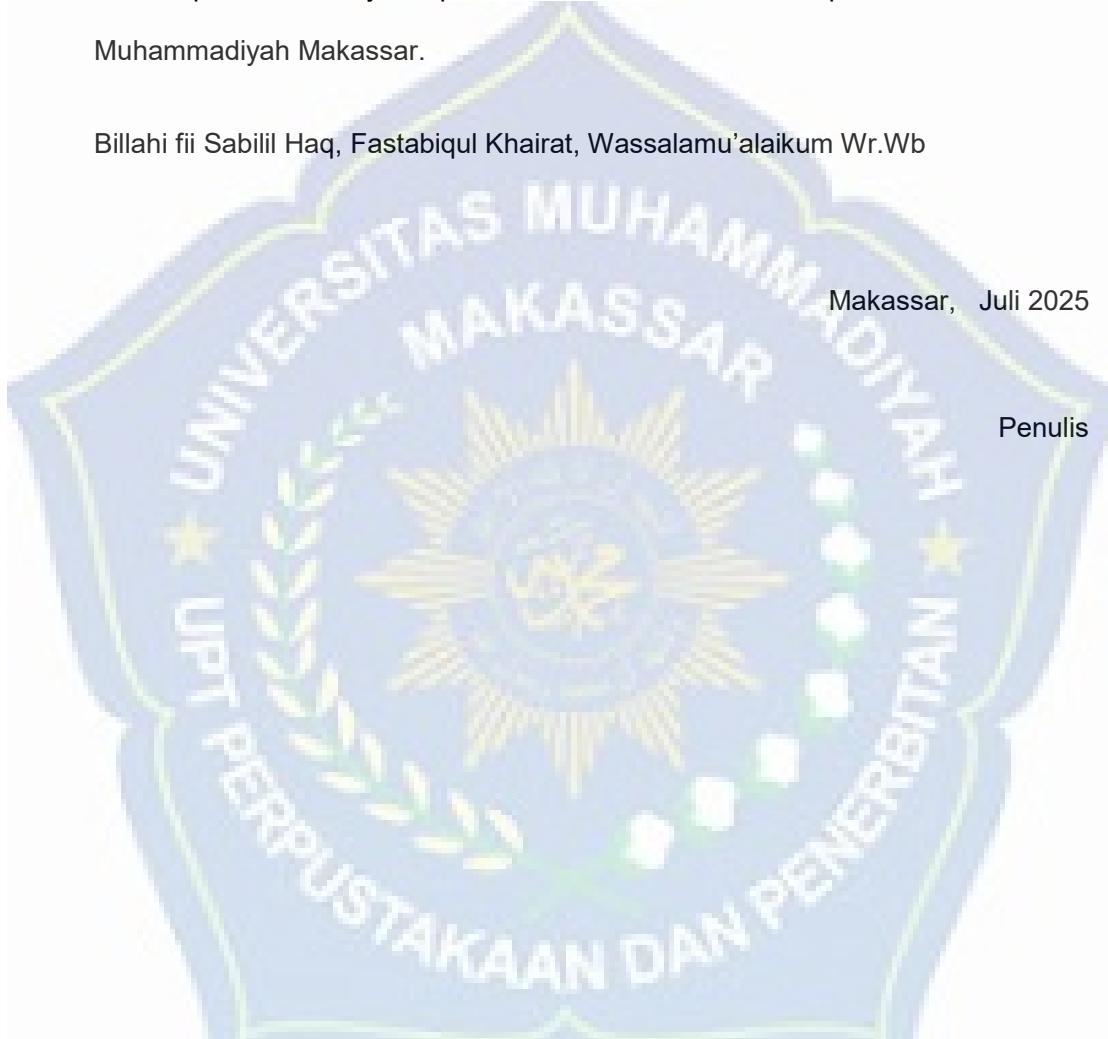 Muhammadiyah Makassar.
Billahi fii Sabilil Haq, Fastabiqul Khairat, Wassalamu’alaikum Wr.Wb
UNIVERSITAS MUHAMMADIYAH
MAKASSAR
Makassar, Juli 2025
Penulis
UPT PERPUSTAKAAN DAN PENERBITAN